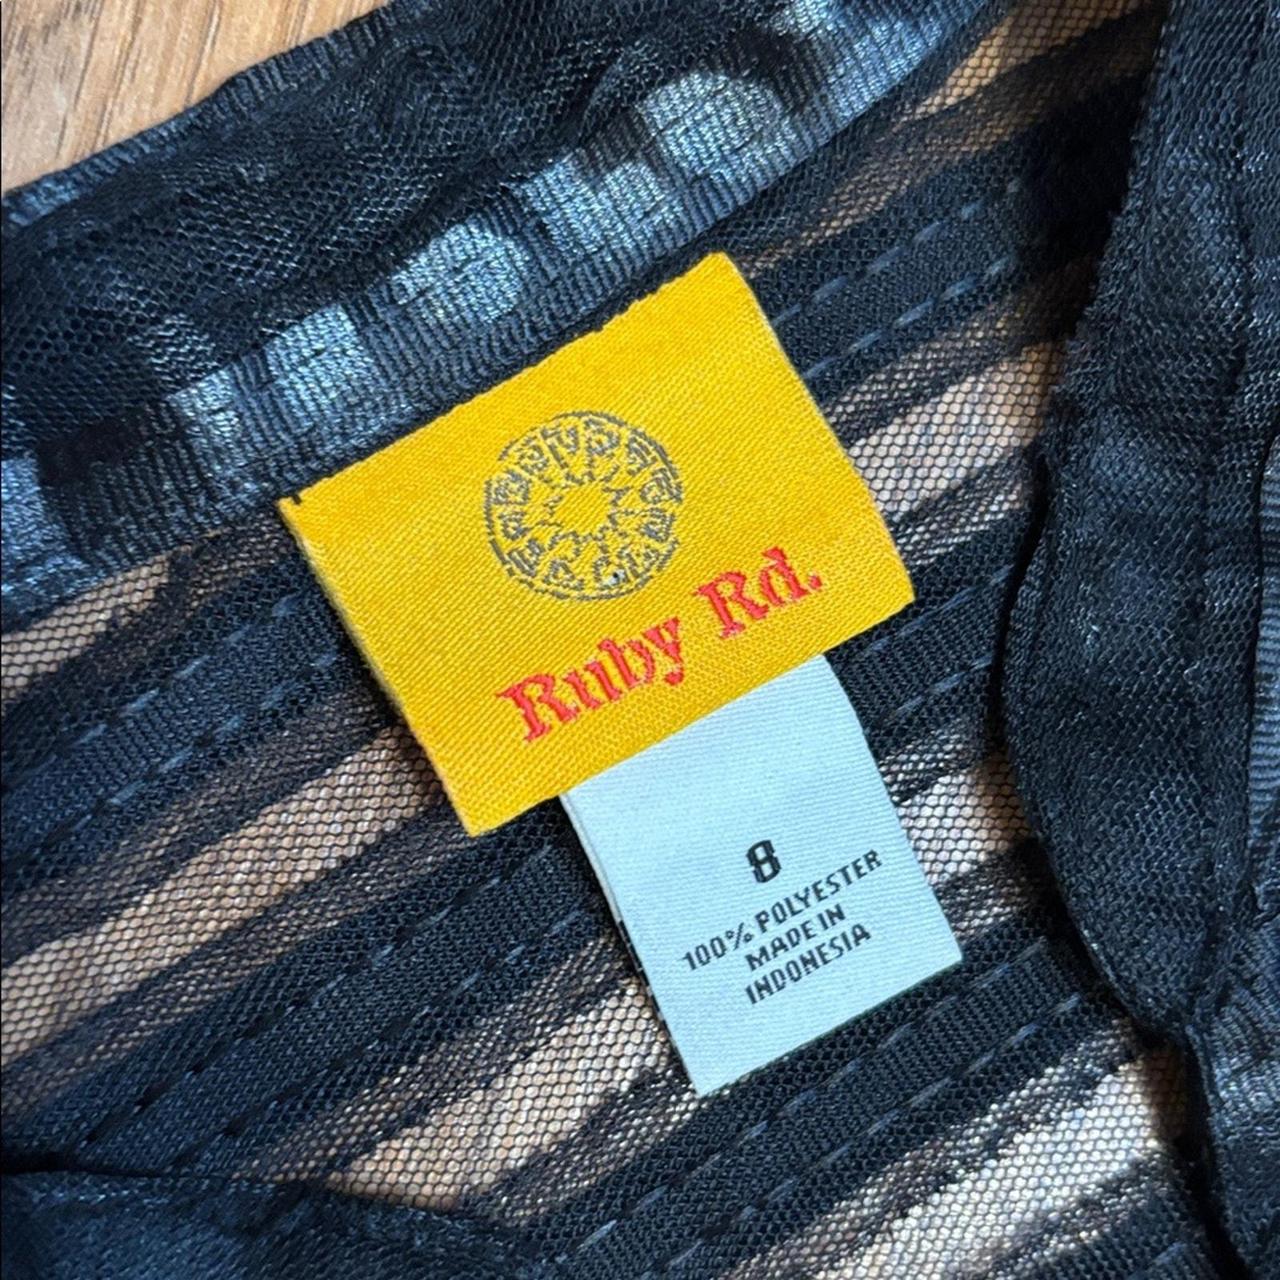 Ruby Rd.
8
100% POLYESTER
MADE IN
INDONESIA